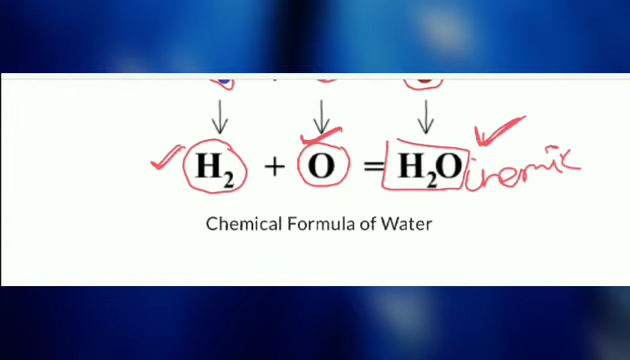 H₂ + O = H₂O
Chemical Formula of Water